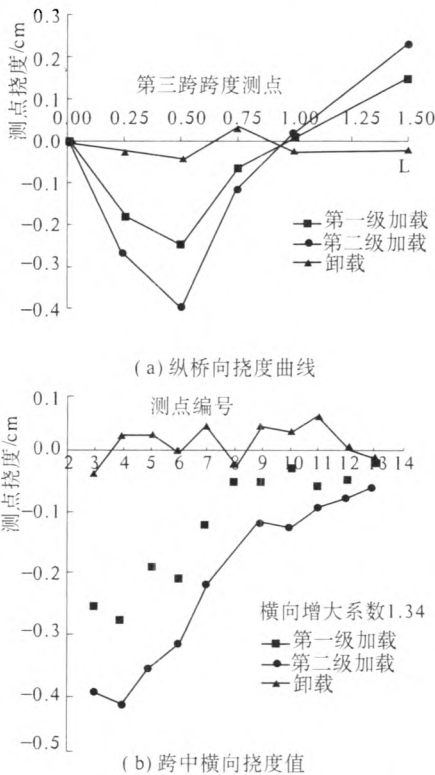 0.3
0.2
0.1
0.0
−0.1
−0.2
−0.3
−0.4
测点挠度/cm
第三跨跨度测点
0.00 0.25 0.50 0.75 1.00 1.25 1.50
L
第一级加载
第二级加载
卸载
(a)纵桥向挠度曲线
测点编号
0.1
0.0
−0.1
−0.2
−0.3
−0.4
−0.5
测点挠度/cm
2 3 4 5 6 7 8 9 10 11 12 13 14
横向增大系数1.34
第一级加载
第二级加载
卸载
(b)跨中横向挠度值